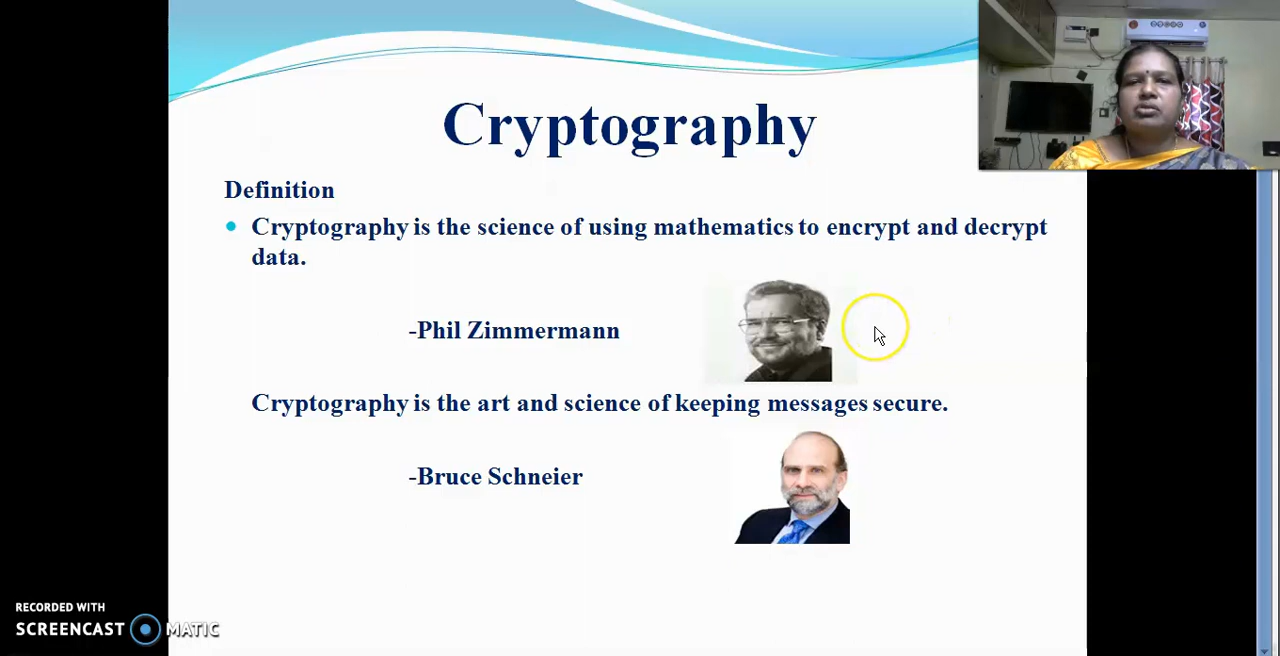 Cryptography
Definition
Cryptography is the science of using mathematics to encrypt and decrypt
data.
-Phil Zimmermann
Cryptography is the art and science of keeping messages secure.
-Bruce Schneier
RECORDED WITH
SCREENCAST MATIC